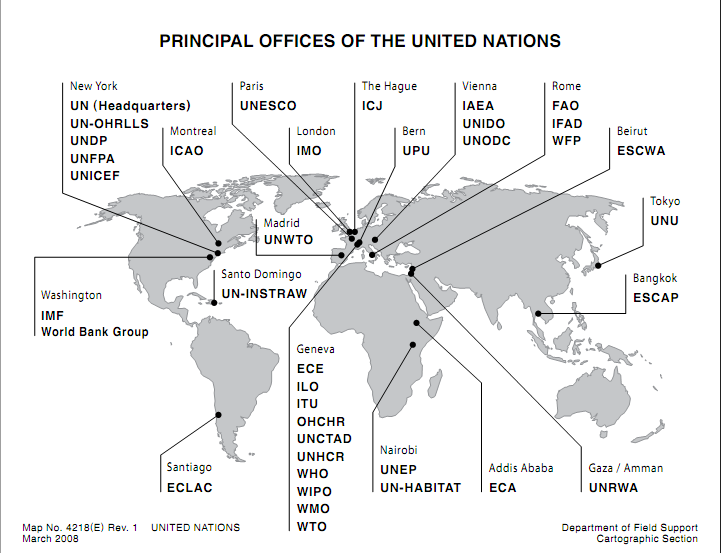 PRINCIPAL OFFICES OF THE UNITED NATIONS
New York
UN (Headquarters)
UN-OHRLLS
UNDP
UNFPA
UNICEF
Montreal
ICAO
Paris
UNESCO
London
IMO
The Hague
ICJ
Bern
UPU
Vienna
IAEA
UNIDO
UNODC
Rome
FAO
IFAD
WFP
Beirut
ESCWA
Tokyo
UNU
Madrid
UNWTO
Santo Domingo
UN-INSTRAW
Washington
IMF
World Bank Group
Bangkok
ESCAP
Geneva
ECE
ILO
ITU
OHCHR
UNCTAD
UNHCR
WHO
WIPO
WMO
WTO
Santiago
ECLAC
Nairobi
UNEP
UN-HABITAT
Addis Ababa
ECA
Gaza / Amman
UNRWA
Map No. 4218(E) Rev. 1 UNITED NATIONS
March 2008
Department of Field Support
Cartographic Section